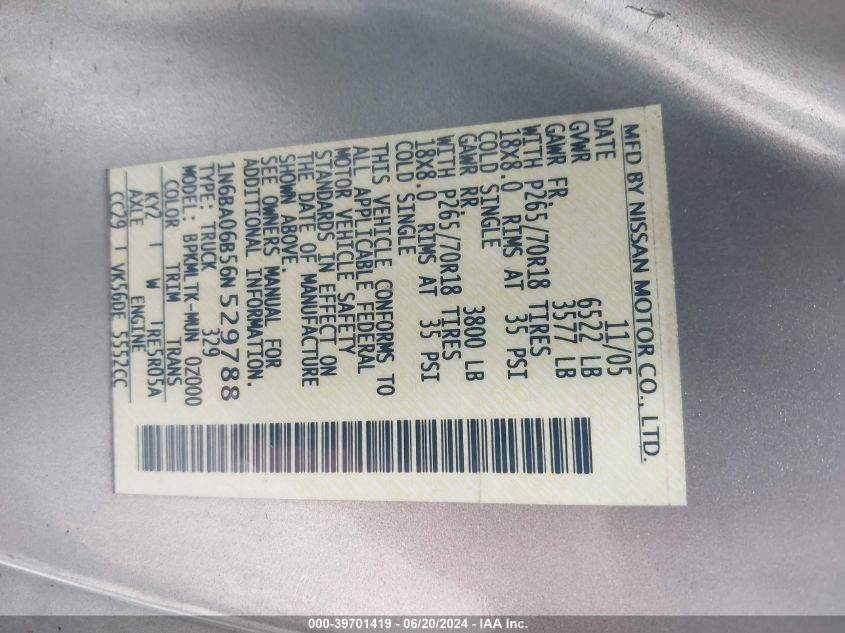 MFD BY NISSAN MOTOR CO., LTD.
DATE 11/05
GVWR 6522 LB
GAWR FR. 3577 LB
WITH P265/70R18 TIRES
18x8.0 RIMS AT 35 PSI
COLD SINGLE
GAWR RR. 3800 LB
WITH P265/70R18 TIRES
18x8.0 RIMS AT 35 PSI
COLD SINGLE
THIS VEHICLE CONFORMS TO
ALL APPLICABLE FEDERAL
MOTOR VEHICLE SAFETY
STANDARDS IN EFFECT ON
THE DATE OF MANUFACTURE
SHOWN ABOVE.
SEE OWNERS MANUAL FOR
ADDITIONAL INFORMATION.
1N6BA06B56N529788
TYPE: TRUCK 329
MODEL: BPKMLTK-MUN 0Z000
COLOR TRIM TRANS
KY2 I W IRE5R05A
AXLE ENGINE
CC29 I VK56DE 5552CC
000-39701419 - 06/20/2024 - IAA Inc.